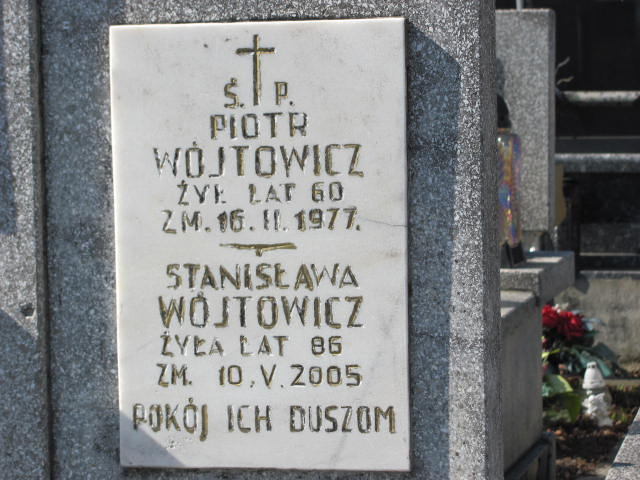 Ś. P.
PIOTR
WÓJTOWICZ
ŻYŁ LAT 60
ZM. 16. II. 1977.
STANISŁAWA
WÓJTOWICZ
ŻYŁA LAT 86
ZM. 10. V. 2005
POKÓJ ICH DUSZOM